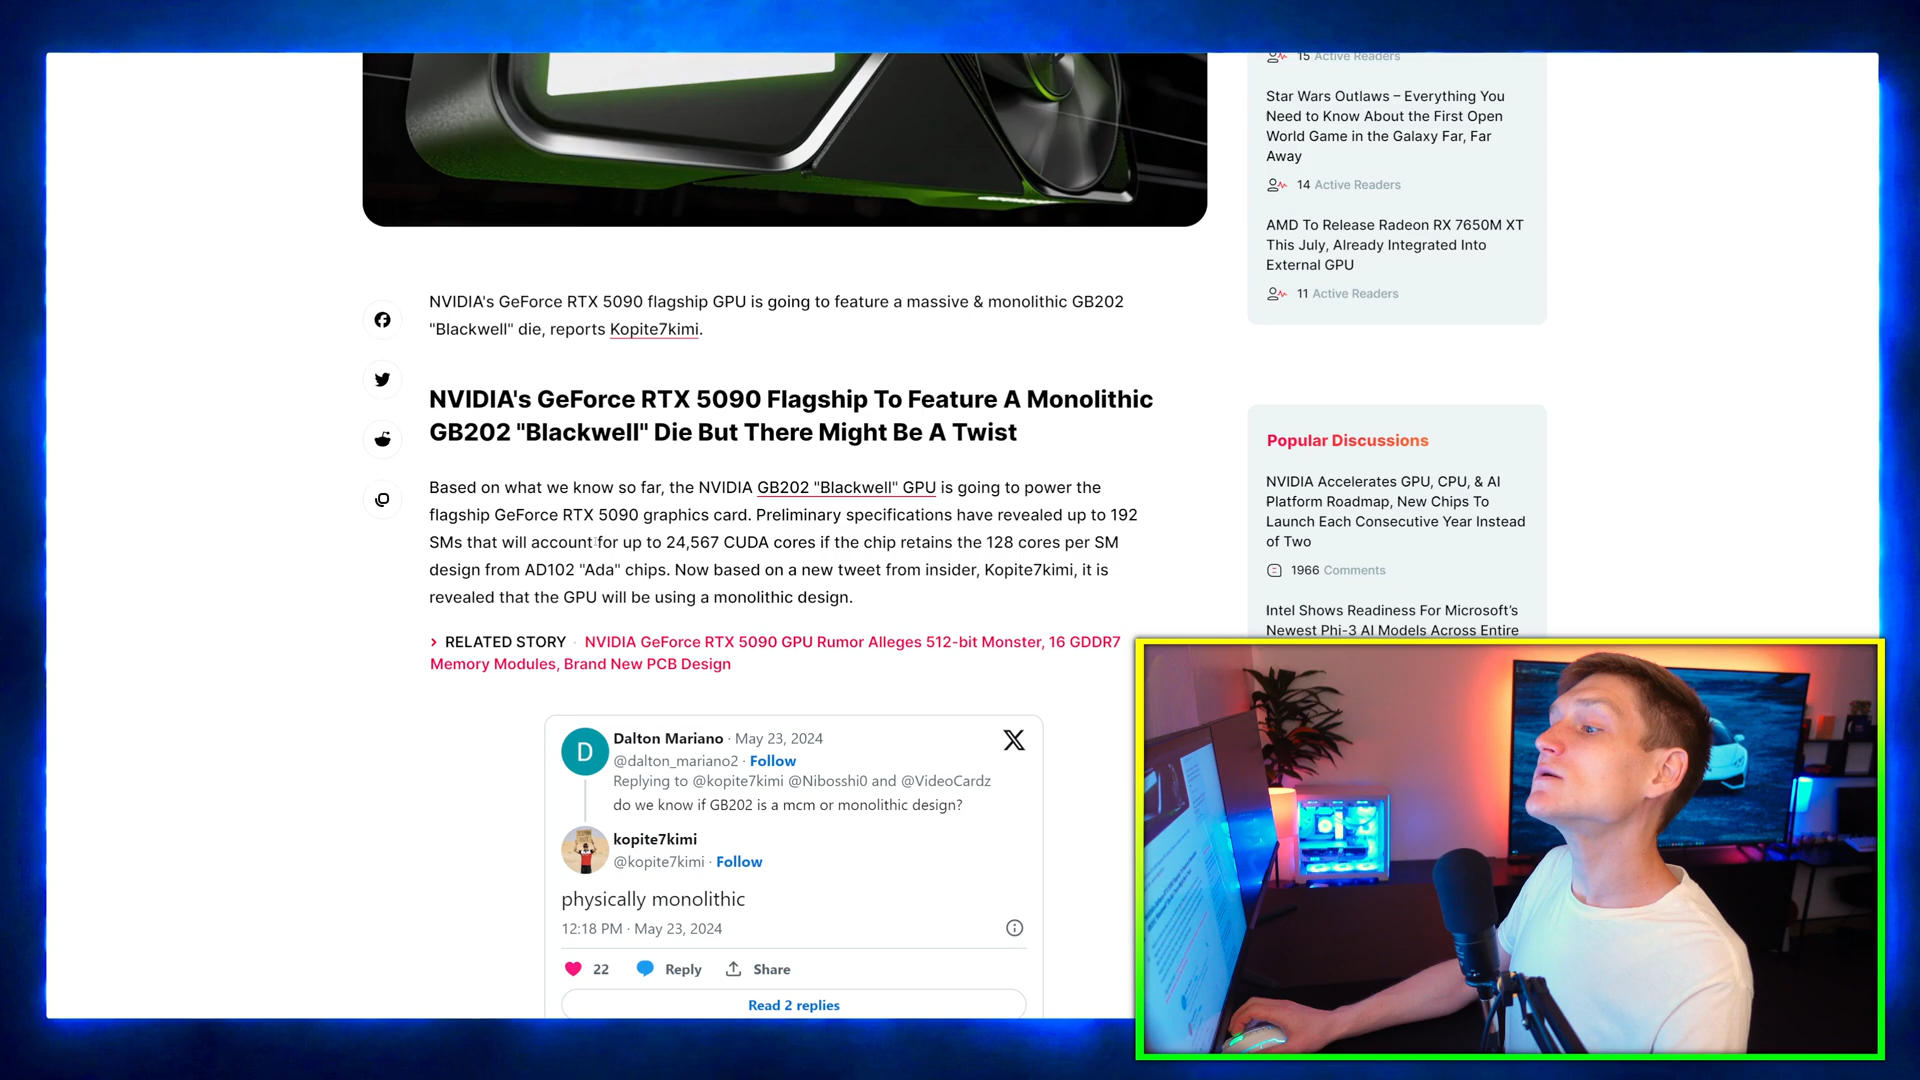 15 Active Readers
Star Wars Outlaws – Everything You
Need to Know About the First Open
World Game in the Galaxy Far, Far
Away
14 Active Readers
AMD To Release Radeon RX 7650M XT
This July, Already Integrated Into
External GPU
11 Active Readers
NVIDIA's GeForce RTX 5090 flagship GPU is going to feature a massive & monolithic GB202
"Blackwell" die, reports Kopite7kimi.
NVIDIA's GeForce RTX 5090 Flagship To Feature A Monolithic
GB202 "Blackwell" Die But There Might Be A Twist
Based on what we know so far, the NVIDIA GB202 "Blackwell" GPU is going to power the
flagship GeForce RTX 5090 graphics card. Preliminary specifications have revealed up to 192
SMs that will account for up to 24,567 CUDA cores if the chip retains the 128 cores per SM
design from AD102 "Ada" chips. Now based on a new tweet from insider, Kopite7kimi, it is
revealed that the GPU will be using a monolithic design.
RELATED STORY · NVIDIA GeForce RTX 5090 GPU Rumor Alleges 512-bit Monster, 16 GDDR7
Memory Modules, Brand New PCB Design
D
Dalton Mariano · May 23, 2024
@dalton_mariano2 · Follow
Replying to @kopite7kimi @Nibosshi0 and @VideoCardz
do we know if GB202 is a mcm or monolithic design?
kopite7kimi
@kopite7kimi · Follow
physically monolithic
12:18 PM · May 23, 2024
22 Reply Share
Read 2 replies
Popular Discussions
NVIDIA Accelerates GPU, CPU, & AI
Platform Roadmap, New Chips To
Launch Each Consecutive Year Instead
of Two
1966 Comments
Intel Shows Readiness For Microsoft's
Newest Phi-3 AI Models Across Entire